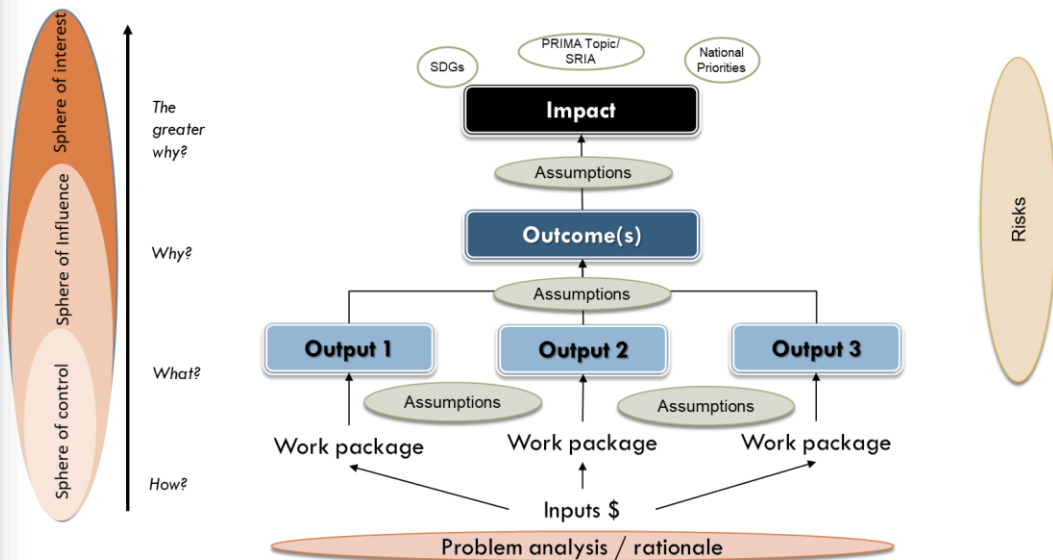 Sphere of interest
Sphere of Influence
Sphere of control
The
greater
why?
Why?
What?
How?
SDGs
PRIMA Topic/
SRIA
National
Priorities
Impact
Assumptions
Outcome(s)
Assumptions
Output 1
Output 2
Output 3
Assumptions
Assumptions
Work package
Work package
Work package
Inputs $
Problem analysis / rationale
Risks